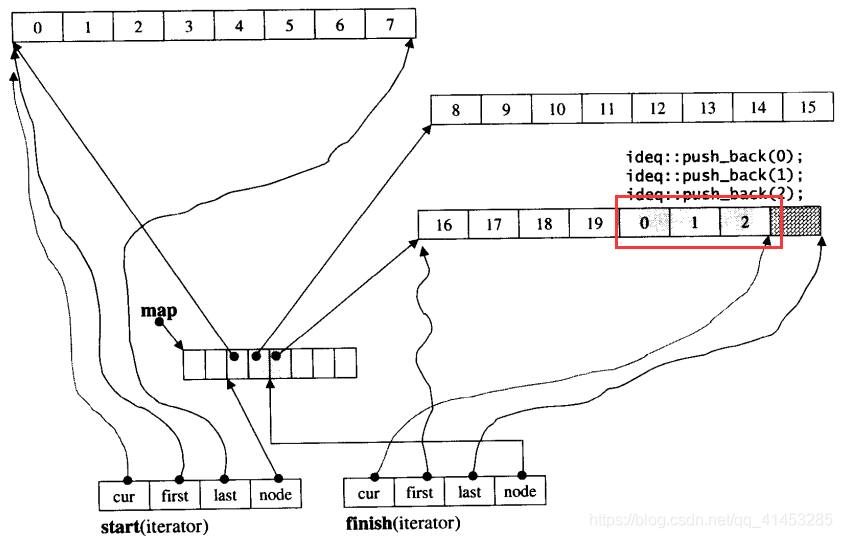 0 1 2 3 4 5 6 7
8 9 10 11 12 13 14 15
ideq::push_back(0);
ideq::push_back(1);
ideq::push_back(2);
16 17 18 19 0 1 2
map
cur first last node
start(iterator)
cur first last node
finish(iterator)
https://blog.csdn.net/qq_41453285